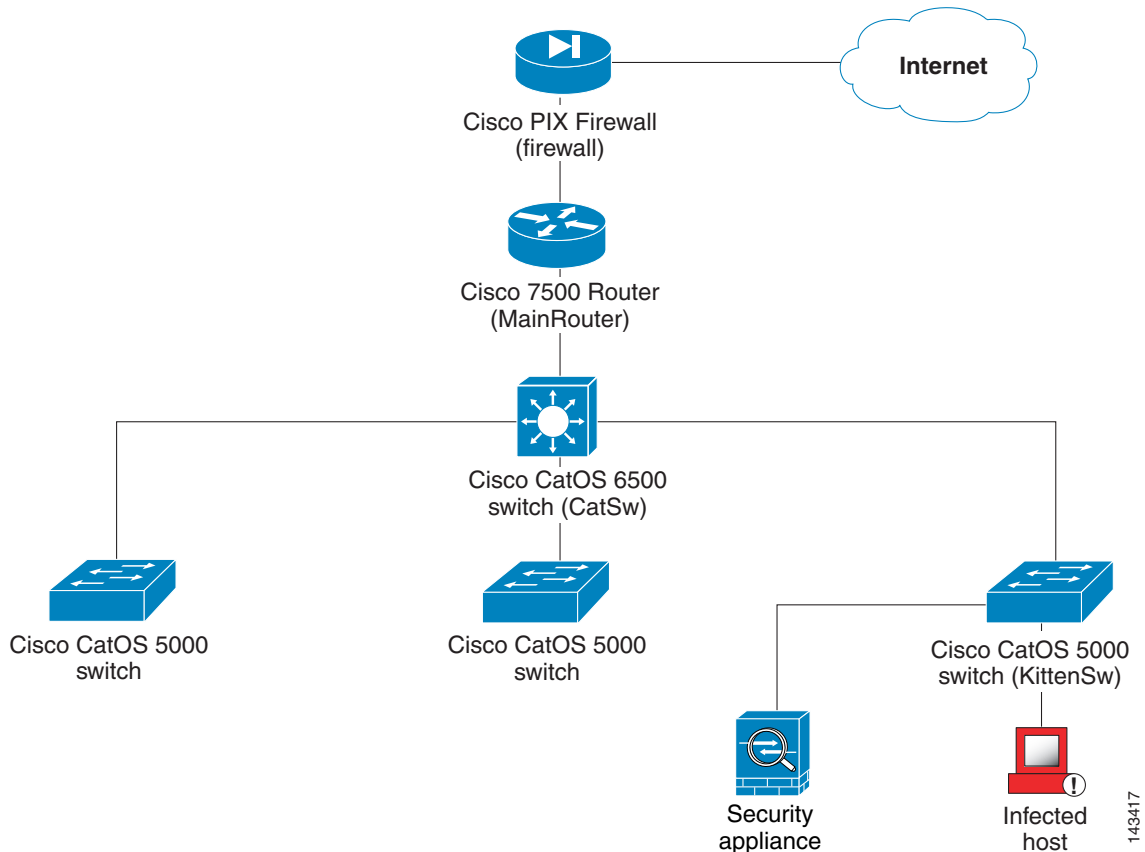 Internet
Cisco PIX Firewall
(firewall)
Cisco 7500 Router
(MainRouter)
Cisco CatOS 6500
switch (CatSw)
Cisco CatOS 5000
switch
Cisco CatOS 5000
switch
Cisco CatOS 5000
switch (KittenSw)
Security
appliance
!
Infected
host
143417